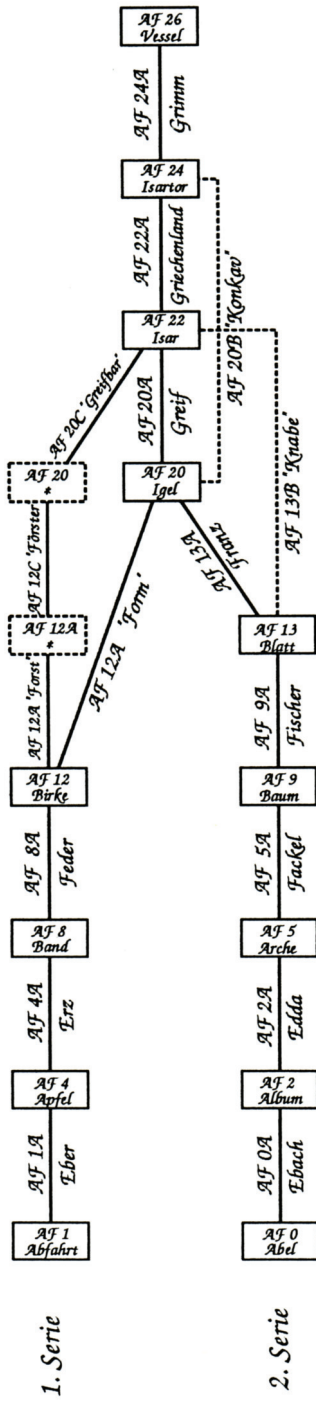 1. Serie
AF 1
Abfahrt
AF 1A
Eber
AF 4
Apfel
AF 4A
Erz
AF 8
Band
AF 8A
Feder
AF 12
Birke
AF 12A 'Forst'
AF 12A
*
AF 12C 'Förster'
AF 20
*
AF 20C 'Greifbar'
AF 12A 'Form'
2. Serie
AF 0
Abel
AF 0A
Ebach
AF 2
Album
AF 2A
Edda
AF 5
Arche
AF 5A
Fackel
AF 9
Baum
AF 9A
Fischer
AF 13
Blatt
AF 13A
Franz
AF 13B 'Knabe'
AF 20
Igel
AF 20A
Greif
AF 20B 'Konkav'
AF 22
Isar
AF 22A
Griechenland
AF 24
Isartor
AF 24A
Grimm
AF 26
Vessel